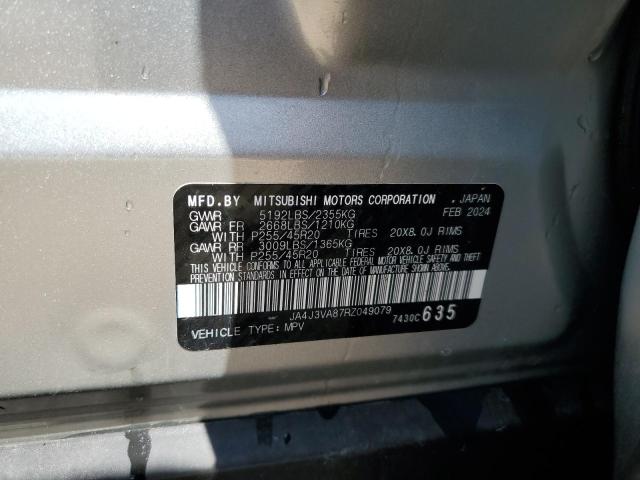 MFD.BY MITSUBISHI MOTORS CORPORATION JAPAN
GVWR 5192LBS/2355KG FEB 2024
GAWR FR 2668LBS/1210KG
WITH P255/45R20 TIRES 20X8.0J RIMS
GAWR RR 3009LBS/1365KG
WITH P255/45R20 TIRES 20X8.0J RIMS
THIS VEHICLE CONFORMS TO ALL APPLICABLE FEDERAL MOTOR VEHICLE SAFETY AND THEFT
PREVENTION STANDARDS IN EFFECT ON THE DATE OF MANUFACTURE SHOWN ABOVE.
JA4J3VA87RZ049079 7430C 635
VEHICLE TYPE: MPV